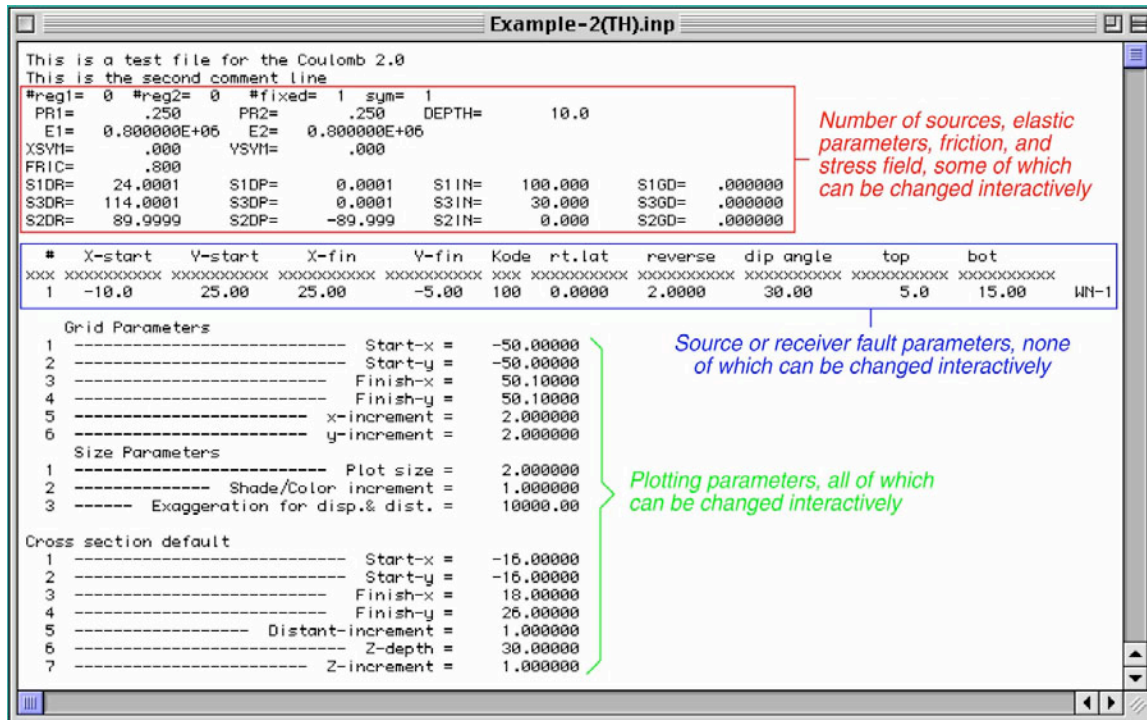 Example-2(TH).inp
This is a test file for the Coulomb 2.0
This is the second comment line
#reg1= 0 #reg2= 0 #fixed= 1 sym= 1
PR1= .250 PR2= .250 DEPTH= 10.0
E1= 0.800000E+06 E2= 0.800000E+06
XSYM= .000 YSYM= .000
FRIC= .800
S1DR= 24.0001 S1DP= 0.0001 S1IN= 100.000 S1GD= .000000
S3DR= 114.0001 S3DP= 0.0001 S3IN= 30.000 S3GD= .000000
S2DR= 89.9999 S2DP= -89.999 S2IN= 0.000 S2GD= .000000
Number of sources, elastic
parameters, friction, and
stress field, some of which
can be changed interactively
# X-start Y-start X-fin Y-fin Kode rt.lat reverse dip angle top bot
xxx xxxxxxxxxx xxxxxxxxxx xxxxxxxxxx xxxxxxxxxx xxx xxxxxxxxxx xxxxxxxxxx xxxxxxxxxx xxxxxxxxxx xxxxxxxxxx
1 -10.0 25.00 25.00 -5.00 100 0.0000 2.0000 30.00 5.0 15.00 WN-1
Source or receiver fault parameters, none
of which can be changed interactively
Grid Parameters
1 ---------------------------- Start-x = -50.00000
2 ---------------------------- Start-y = -50.00000
3 -------------------------- Finish-x = 50.10000
4 -------------------------- Finish-y = 50.10000
5 ------------------------ x-increment = 2.000000
6 ------------------------ y-increment = 2.000000
Size Parameters
1 -------------------------- Plot size = 2.000000
2 -------------- Shade/Color increment = 1.000000
3 ------ Exaggeration for disp.& dist. = 10000.00
Plotting parameters, all of which
can be changed interactively
Cross section default
1 ---------------------------- Start-x = -16.00000
2 ---------------------------- Start-y = -16.00000
3 -------------------------- Finish-x = 18.00000
4 -------------------------- Finish-y = 26.00000
5 ------------------ Distant-increment = 1.000000
6 ---------------------------- Z-depth = 30.00000
7 ------------------------ Z-increment = 1.000000